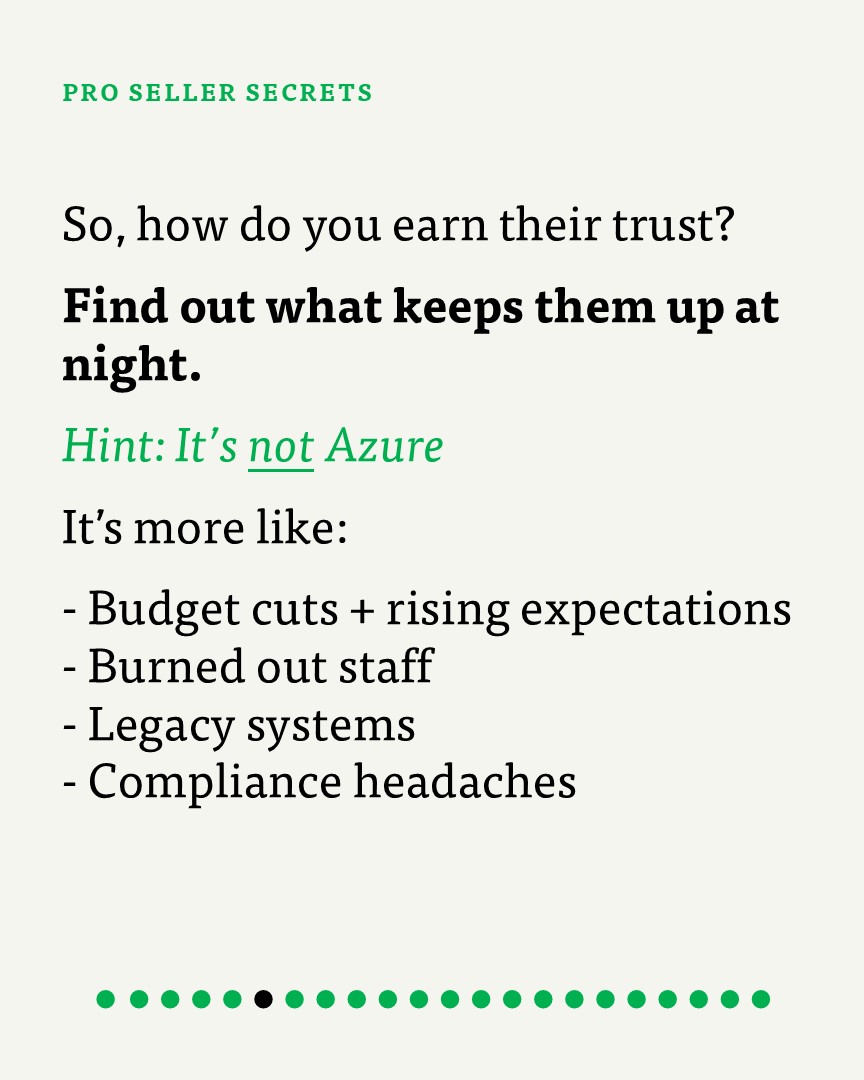 PRO SELLER SECRETS
So, how do you earn their trust?
Find out what keeps them up at
night.
Hint: It’s not Azure
It’s more like:
- Budget cuts + rising expectations
- Burned out staff
- Legacy systems
- Compliance headaches